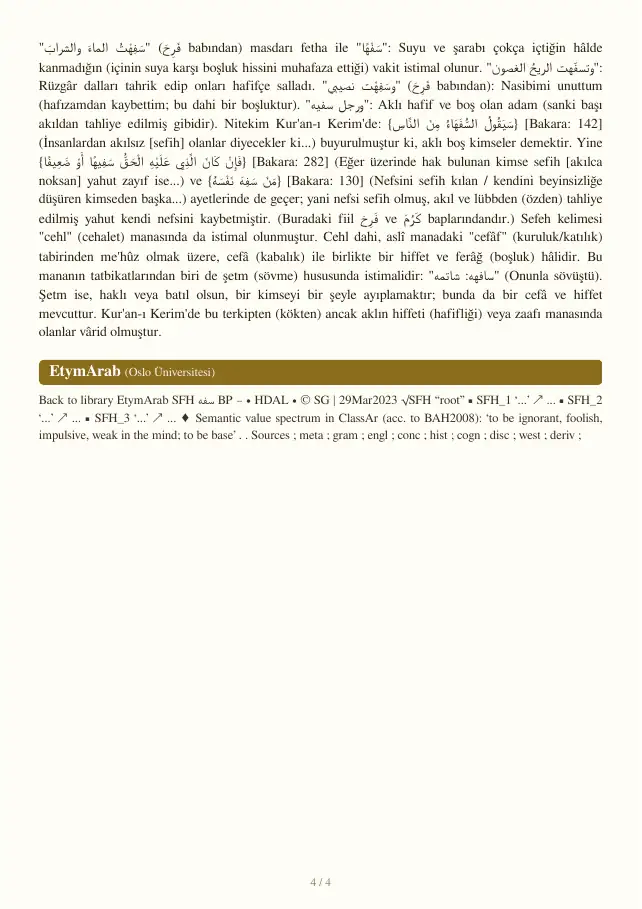 "سَفِهْتُ الماءَ والشرابَ" (فَرِحَ babından) masdarı fetha ile "سَفَهًا": Suyu ve şarabı çokça içtiğin hâlde
kanmadığın (içinin suya karşı boşluk hissini muhafaza ettiği) vakit istimal olunur. "وتسفّهت الريحُ الغصون":
Rüzgâr dalları tahrik edip onları hafifçe salladı. "وسَفِهْت نصيبي" (فَرِحَ babından): Nasibimi unuttum
(hafızamdan kaybettim; bu dahi bir boşluktur). "ورجل سفيه": Aklı hafif ve boş olan adam (sanki başı
akıldan tahliye edilmiş gibidir). Nitekim Kur'an-ı Kerim'de: {سَيَقُولُ السُّفَهَاءُ مِنَ النَّاسِ} [Bakara: 142]
(İnsanlardan akılsız [sefih] olanlar diyecekler ki...) buyurulmuştur ki, aklı boş kimseler demektir. Yine
{فَإِنْ كَانَ الَّذِي عَلَيْهِ الْحَقُّ سَفِيهًا أَوْ ضَعِيفًا} [Bakara: 282] (Eğer üzerinde hak bulunan kimse sefih [akılca
noksan] yahut zayıf ise...) ve {مَنْ سَفِهَ نَفْسَهُ} [Bakara: 130] (Nefsini sefih kılan / kendini beyinsizliğe
düşüren kimseden başka...) ayetlerinde de geçer; yani nefsi sefih olmuş, akıl ve lübbden (özden) tahliye
edilmiş yahut kendi nefsini kaybetmiştir. (Buradaki fiil فَرِحَ ve كَرُمَ baplarındandır.) Sefeh kelimesi
"cehl" (cehalet) manasında da istimal olunmuştur. Cehl dahi, aslî manadaki "cefâf" (kuruluk/katılık)
tabirinden me'hûz olmak üzere, cefâ (kabalık) ile birlikte bir hiffet ve ferâğ (boşluk) hâlidir. Bu
mananın tatbikatlarından biri de şetm (sövme) hususunda istimalidir: "سافهه: شاتمه" (Onunla sövüştü).
Şetm ise, haklı veya batıl olsun, bir kimseyi bir şeyle ayıplamaktır; bunda da bir cefâ ve hiffet
mevcuttur. Kur'an-ı Kerim'de bu terkipten (kökten) ancak aklın hiffeti (hafifliği) veya zaafı manasında
olanlar vârid olmuştur.
EtymArab (Oslo Üniversitesi)
Back to library EtymArab SFH سفه BP – • HDAL • © SG | 29Mar2023 √SFH “root” ▪ SFH_1 ‘...’ ↗ ... ▪ SFH_2
‘...’ ↗ ... ▪ SFH_3 ‘...’ ↗ ... ♦ Semantic value spectrum in ClassAr (acc. to BAH2008): ‘to be ignorant, foolish,
impulsive, weak in the mind; to be base’ . . Sources ; meta ; gram ; engl ; conc ; hist ; cogn ; disc ; west ; deriv ;
4 / 4